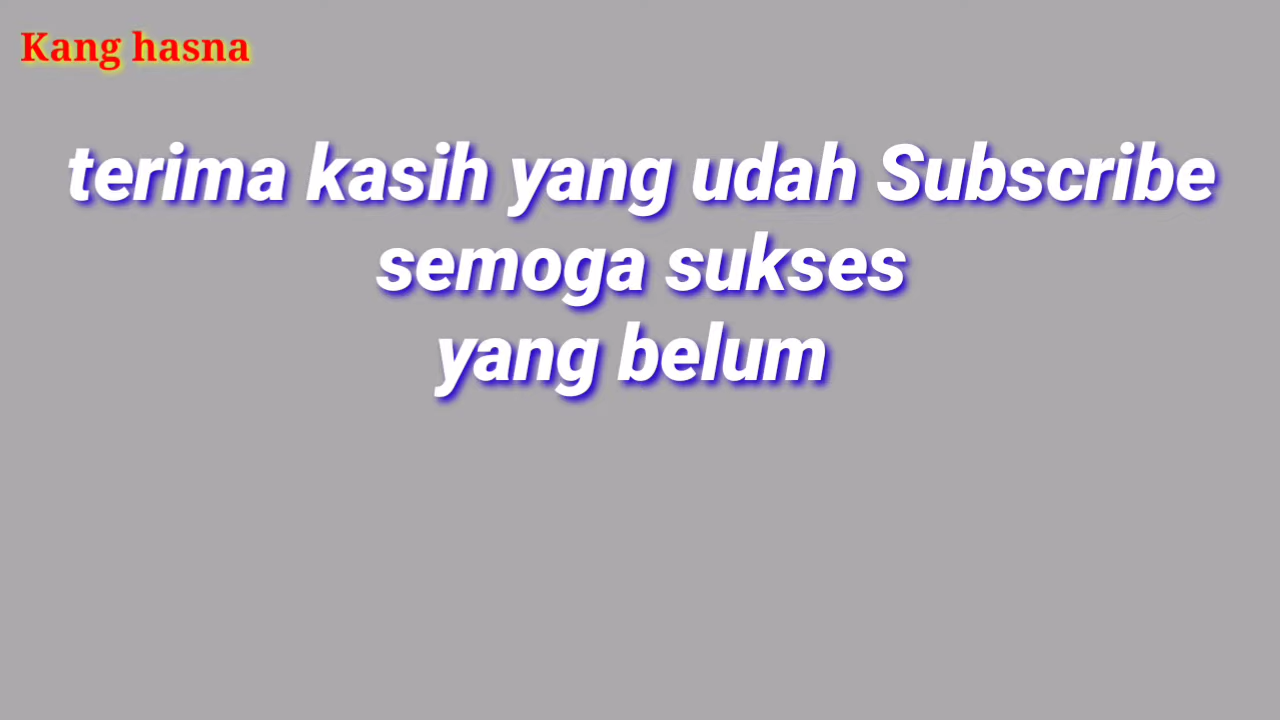 Kang hasna
terima kasih yang udah Subscribe
semoga sukses
yang belum